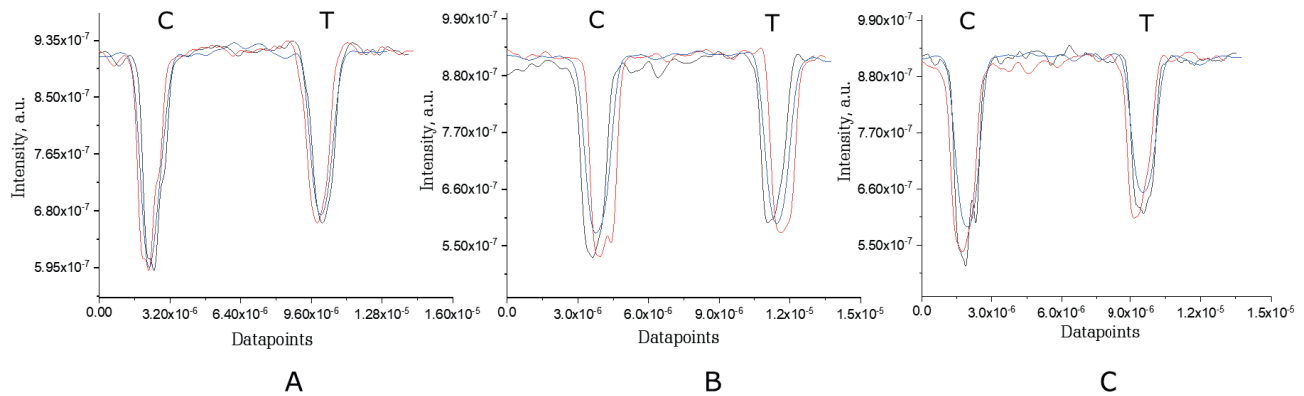 C T
9.35x10⁻⁷
8.50x10⁻⁷
7.65x10⁻⁷
6.80x10⁻⁷
5.95x10⁻⁷
Intensity, a.u.
0.00 3.20x10⁻⁶ 6.40x10⁻⁶ 9.60x10⁻⁶ 1.28x10⁻⁵ 1.60x10⁻⁵
Datapoints
A
C T
9.90x10⁻⁷
8.80x10⁻⁷
7.70x10⁻⁷
6.60x10⁻⁷
5.50x10⁻⁷
Intensity, a.u.
0.0 3.0x10⁻⁶ 6.0x10⁻⁶ 9.0x10⁻⁶ 1.2x10⁻⁵ 1.5x10⁻⁵
Datapoints
B
C T
9.90x10⁻⁷
8.80x10⁻⁷
7.70x10⁻⁷
6.60x10⁻⁷
5.50x10⁻⁷
Intensity, a.u.
0.0 3.0x10⁻⁶ 6.0x10⁻⁶ 9.0x10⁻⁶ 1.2x10⁻⁵ 1.5x10⁻⁵
Datapoints
C